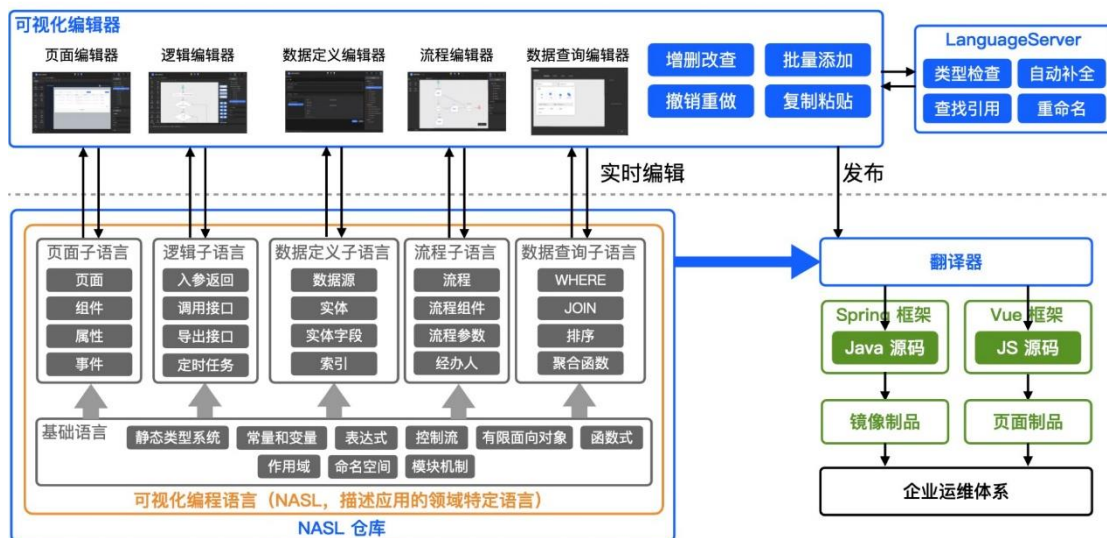 可视化编辑器
页面编辑器 逻辑编辑器 数据定义编辑器 流程编辑器 数据查询编辑器
增删改查 批量添加
撤销重做 复制粘贴
LanguageServer
类型检查 自动补全
查找引用 重命名
实时编辑 发布
页面子语言 逻辑子语言 数据定义子语言 流程子语言 数据查询子语言
页面 入参返回 数据源 流程 WHERE
组件 调用接口 实体 流程组件 JOIN
属性 导出接口 实体字段 流程参数 排序
事件 定时任务 索引 经办人 聚合函数
基础语言 静态类型系统 常量和变量 表达式 控制流 有限面向对象 函数式
作用域 命名空间 模块机制
可视化编程语言（NASL，描述应用的领域特定语言）
NASL 仓库
翻译器
Spring 框架 Vue 框架
Java 源码 JS 源码
镜像制品 页面制品
企业运维体系